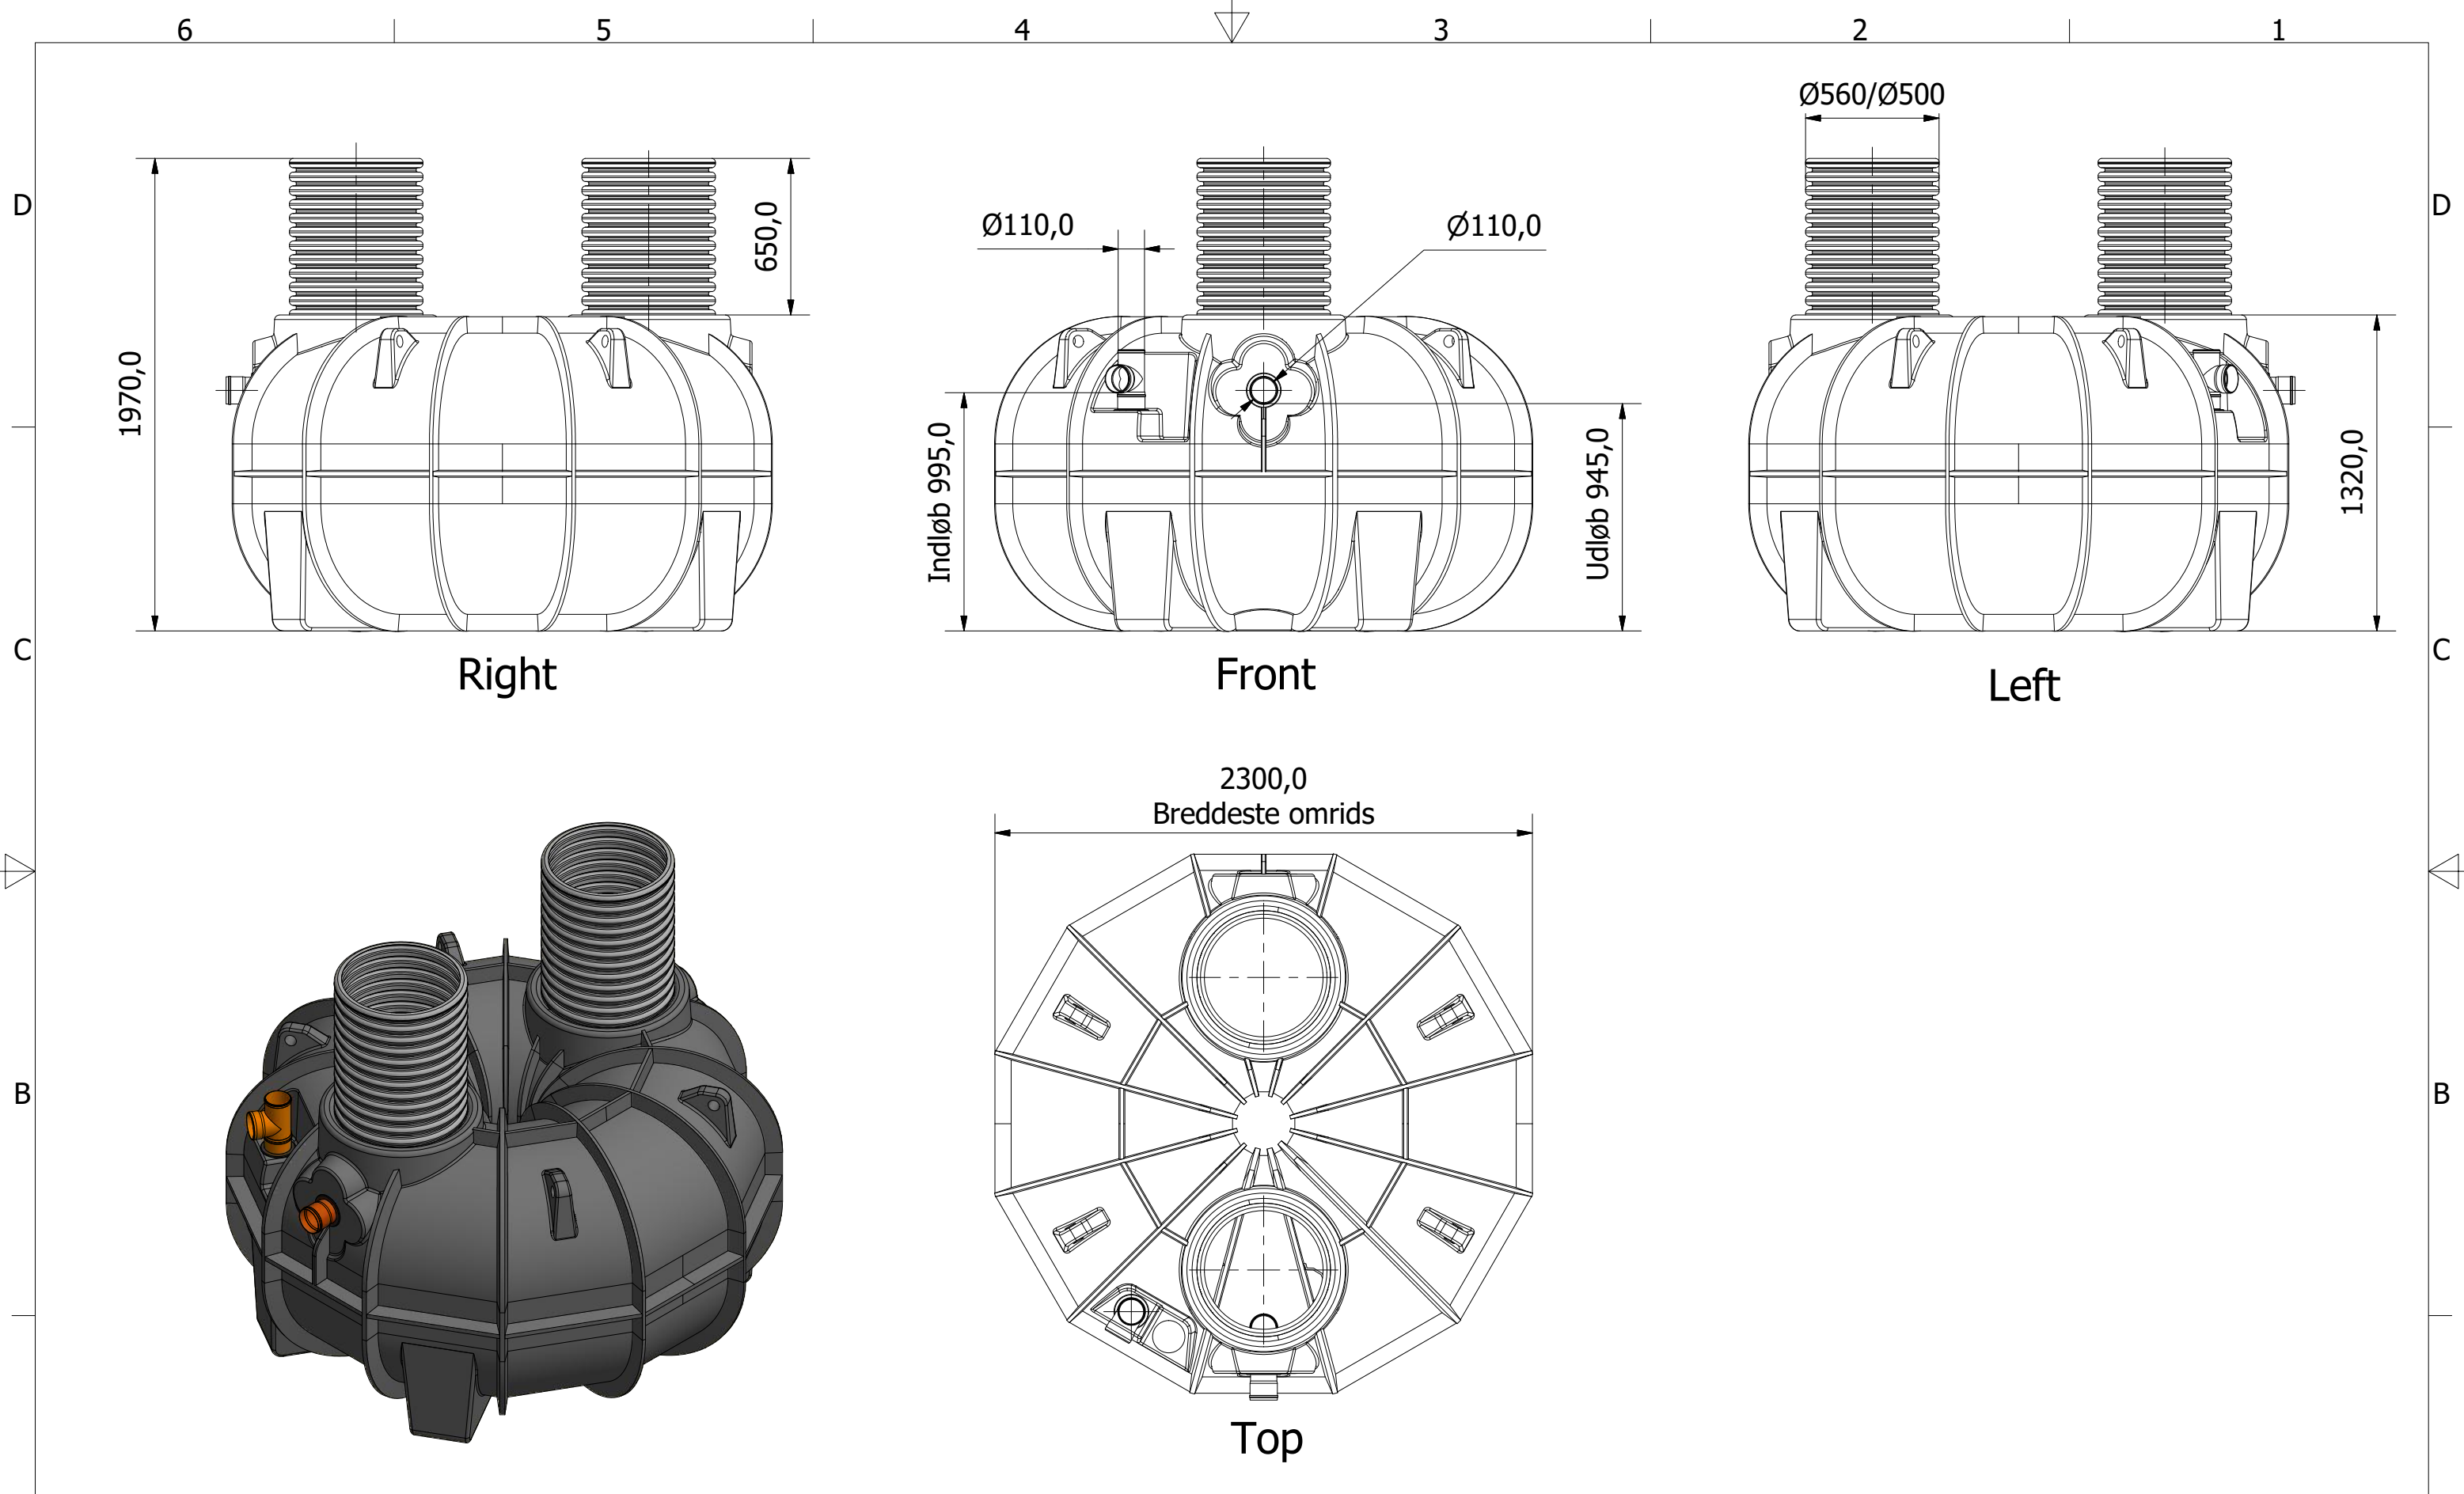 6 5 4 3 2 1
Ø560/Ø500
D D
Ø110,0 Ø110,0
650,0
1970,0
Indløb 995,0
Udløb 945,0
1320,0
C C
Right Front Left
2300,0
Breddeste omrids
B B
Top